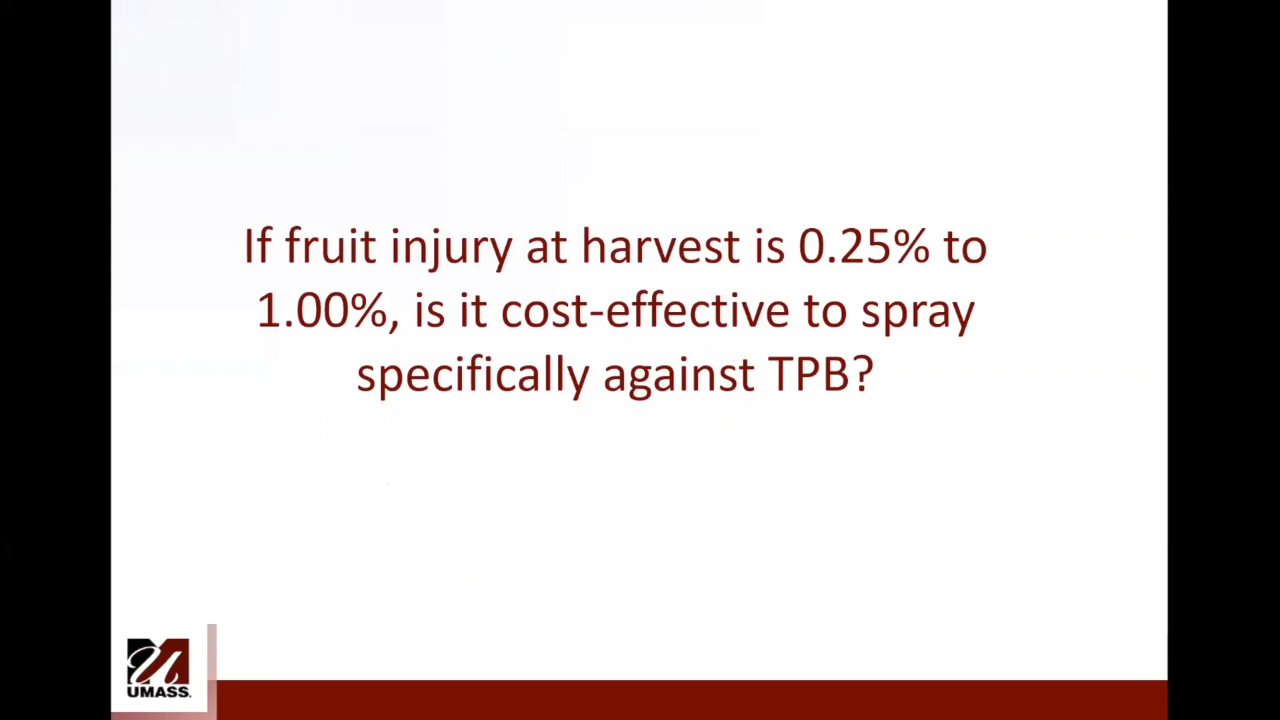 If fruit injury at harvest is 0.25% to
1.00%, is it cost-effective to spray
specifically against TPB?
UMASS.